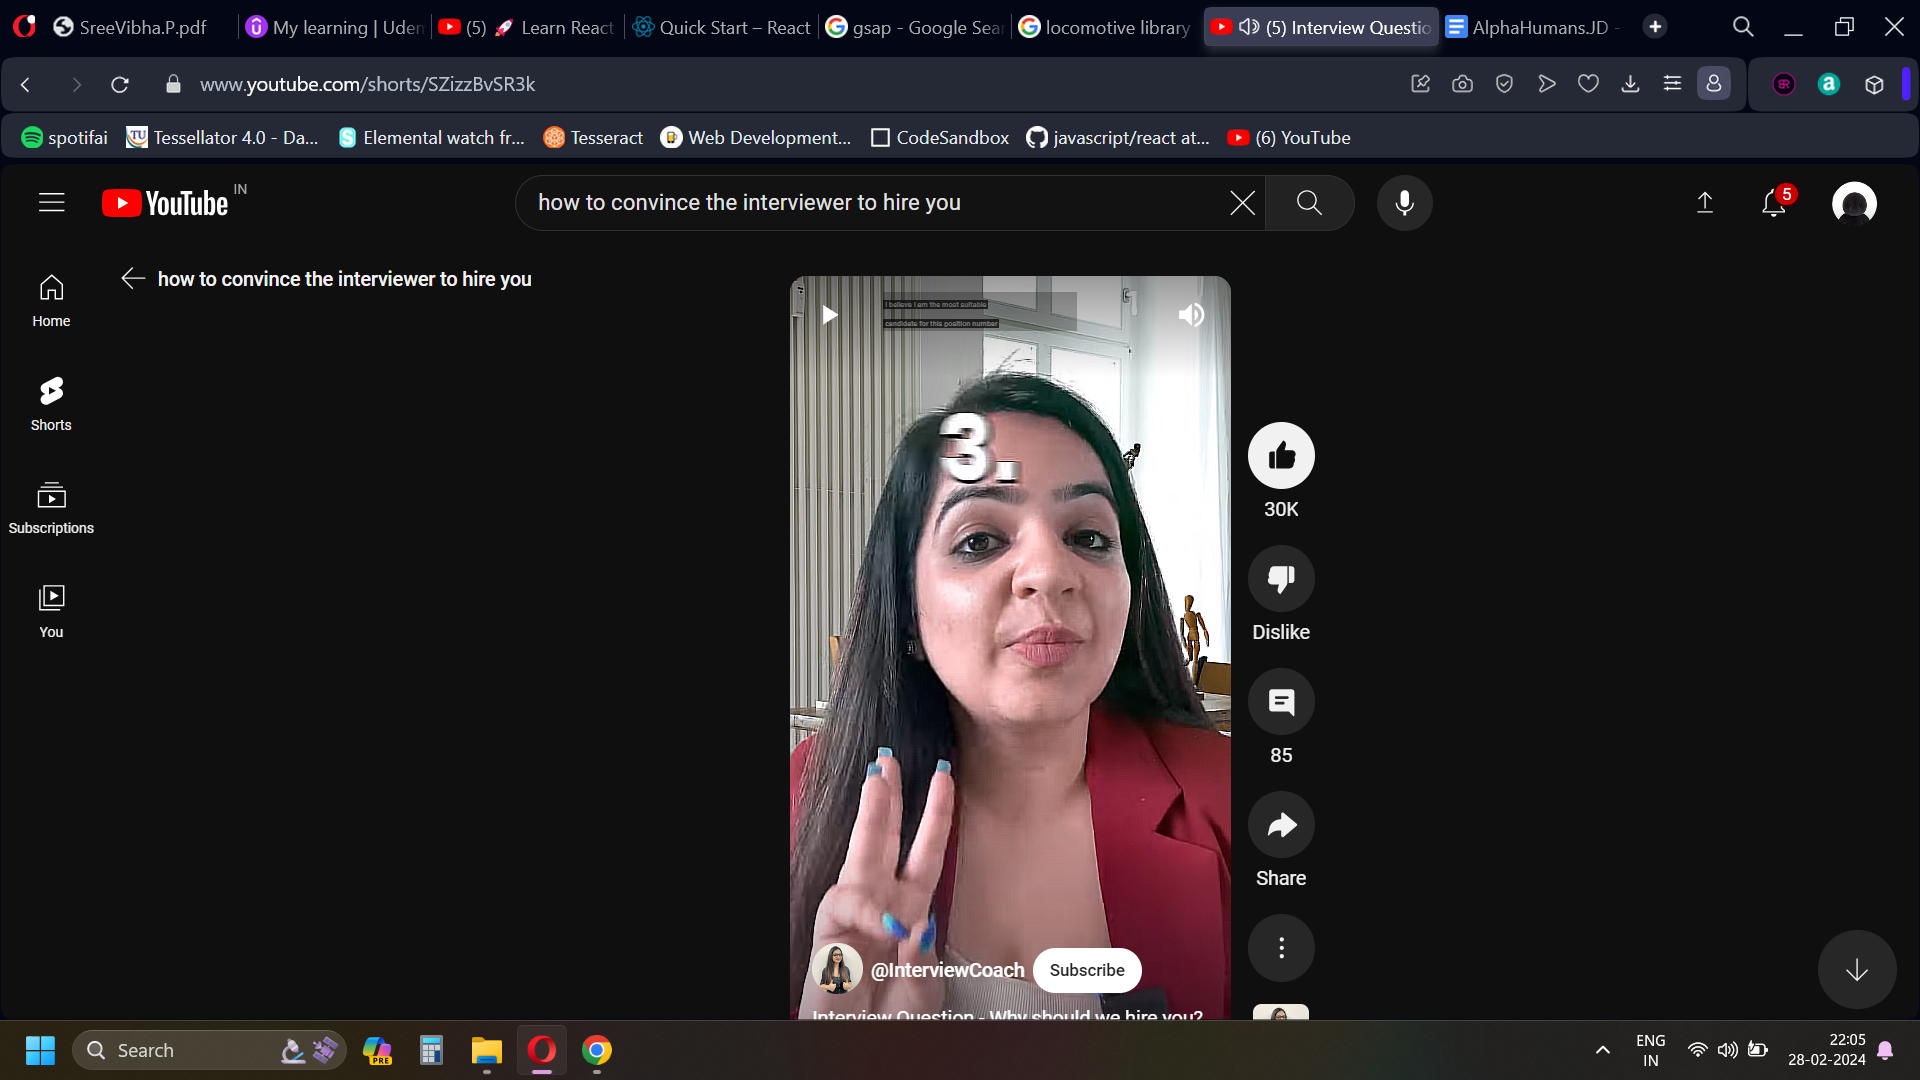 SreeVibha.P.pdf
My learning | Uden
(5) 🚀 Learn React
Quick Start – React
gsap - Google Sear
locomotive library
(5) Interview Questio
AlphaHumans.JD -
www.youtube.com/shorts/SZizzBvSR3k
spotifai
Tessellator 4.0 - Da...
Elemental watch fr...
Tesseract
Web Development...
CodeSandbox
javascript/react at...
(6) YouTube
YouTube IN
how to convince the interviewer to hire you
5
how to convince the interviewer to hire you
Home
Shorts
Subscriptions
You
I believe I am the most suitable
candidate for this position number
3.
30K
Dislike
85
Share
@InterviewCoach
Subscribe
Interview Question - Why should we hire you?
Search
PRE
ENG
IN
22:05
28-02-2024